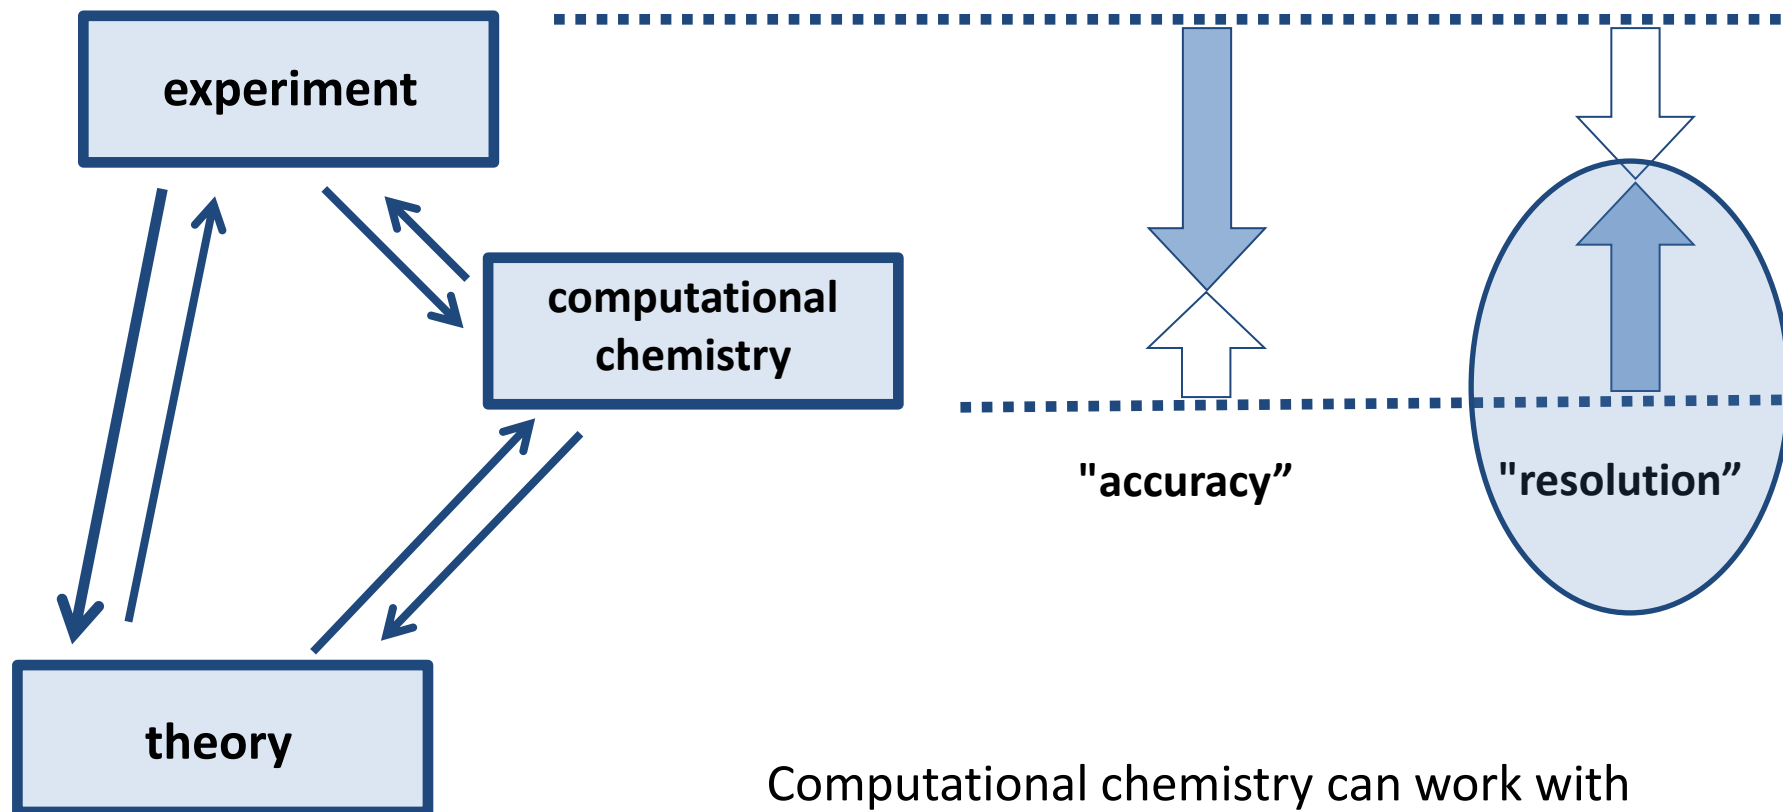 experiment
computational
chemistry
"accuracy”
"resolution”
theory
Computational chemistry can work with